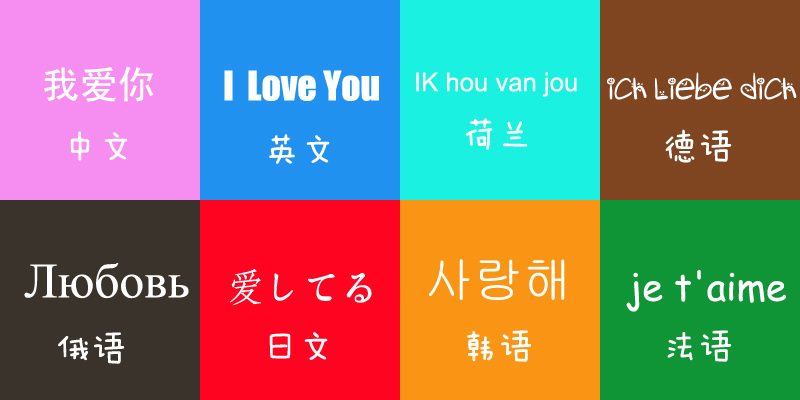 我爱你
中文
I Love You
英文
IK hou van jou
荷兰
ich liebe dich
德语
Любовь
俄语
愛してる
日文
사랑해
韩语
je t'aime
法语